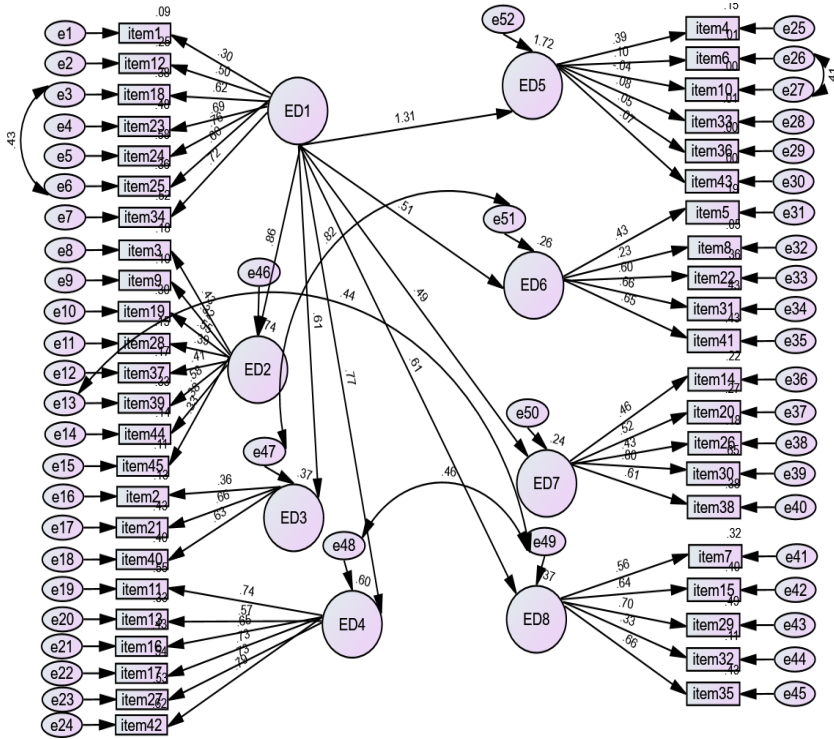 .09
e1 item1
e2 item12
e3 item18
e4 item23
e5 item24
e6 item25
e7 item34
.43
.30
.50
.62
.69
.72
ED1
e8 item3
e9 item9
e10 item19
e11 item28
e12 item37
e13 item39
e14 item44
e15 item45
.41
ED2
e46
.74
.86
e16 item2
e17 item21
e18 item40
.36
.66
.63
ED3
e47
.37
.61
.82
e19 item11
e20
e21 item16
e22 item17
e23 item27
e24 item42
.74
.57
.73
ED4
e48
.60
.77
.46
.44
1.31
.51
.49
.61
e52
1.72
ED5
.15
.39
.10
-.04
.08
.05
item4 e25
item6 e26
item10 e27
item33 e28
item36 e29
item43 e30
.41
e51
.26
ED6
.43
.23
.60
.66
.65
item5 e31
item8 e32
item22 e33
item31 e34
item41 e35
e50
.24
ED7
.22
.46
.52
.43
.80
.61
item14 e36
item20 e37
item26 e38
item30 e39
item38 e40
e49
.37
ED8
.32
.56
.64
.70
.33
.66
item7 e41
item15 e42
item29 e43
item32 e44
item35 e45